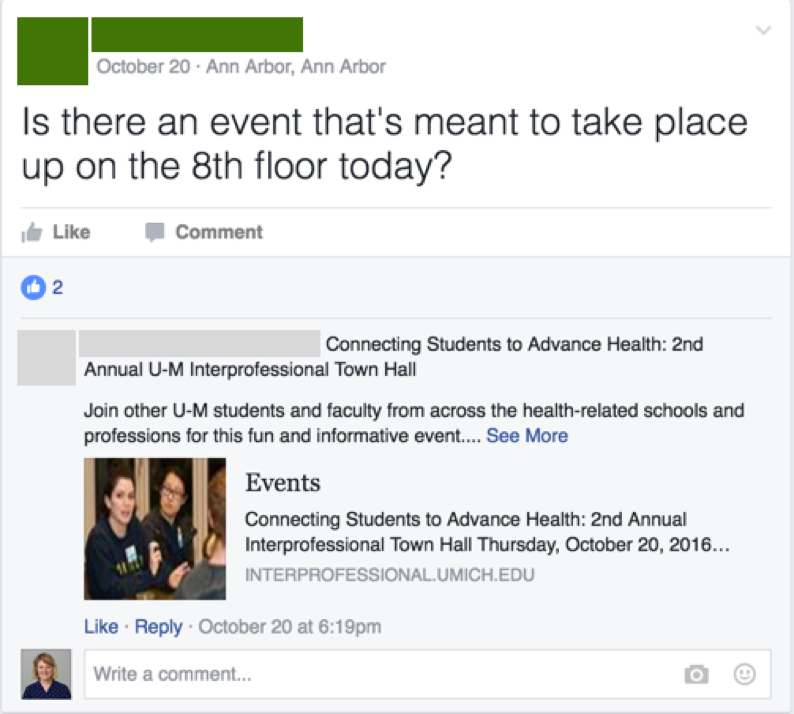 October 20 · Ann Arbor, Ann Arbor
Is there an event that's meant to take place
up on the 8th floor today?
Like Comment
2
Connecting Students to Advance Health: 2nd
Annual U-M Interprofessional Town Hall
Join other U-M students and faculty from across the health-related schools and
professions for this fun and informative event.... See More
Events
Connecting Students to Advance Health: 2nd Annual
Interprofessional Town Hall Thursday, October 20, 2016...
INTERPROFESSIONAL.UMICH.EDU
Like · Reply · October 20 at 6:19pm
Write a comment...